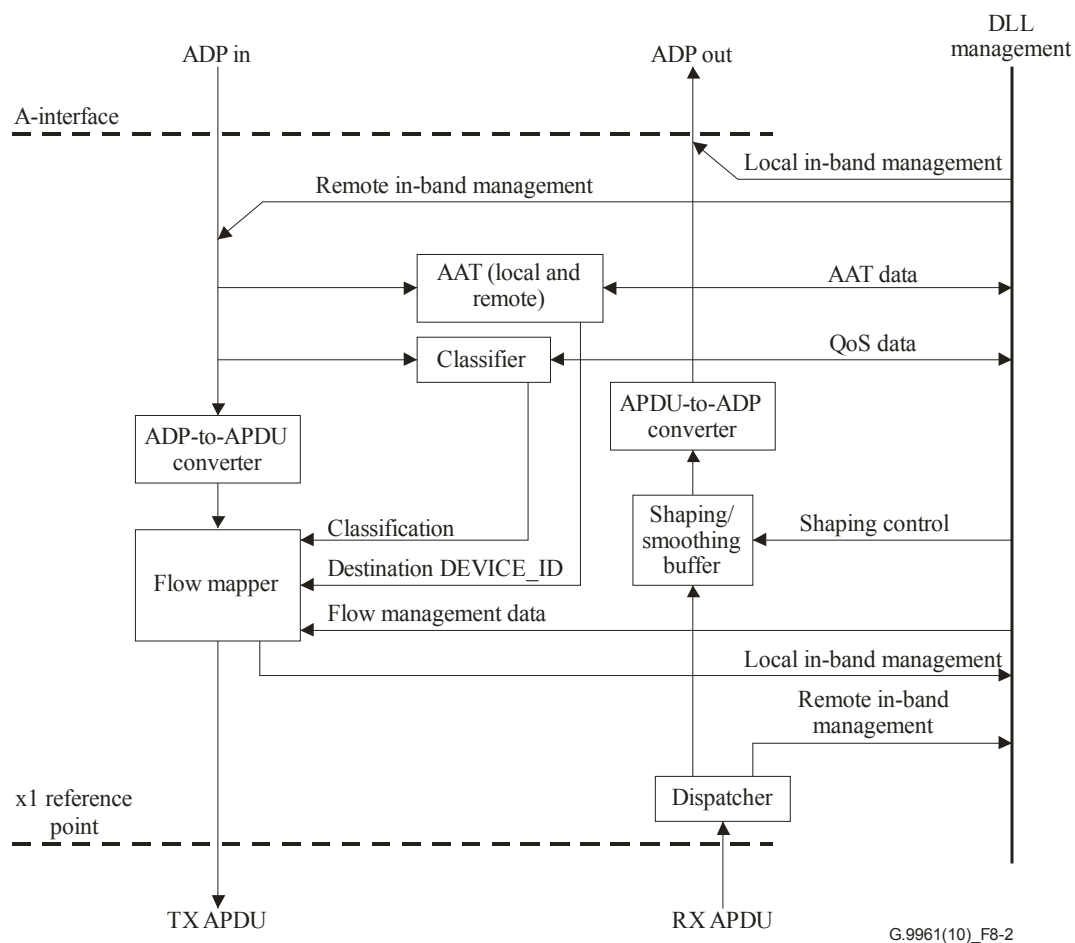 DLL
management
ADP in
ADP out
A-interface
Local in-band management
Remote in-band management
AAT (local and
remote)
AAT data
Classifier
QoS data
ADP-to-APDU
converter
APDU-to-ADP
converter
Classification
Shaping/
smoothing
buffer
Shaping control
Flow mapper
Destination DEVICE_ID
Flow management data
Local in-band management
Remote in-band
management
x1 reference
point
Dispatcher
TX APDU
RX APDU
G.9961(10)_F8-2